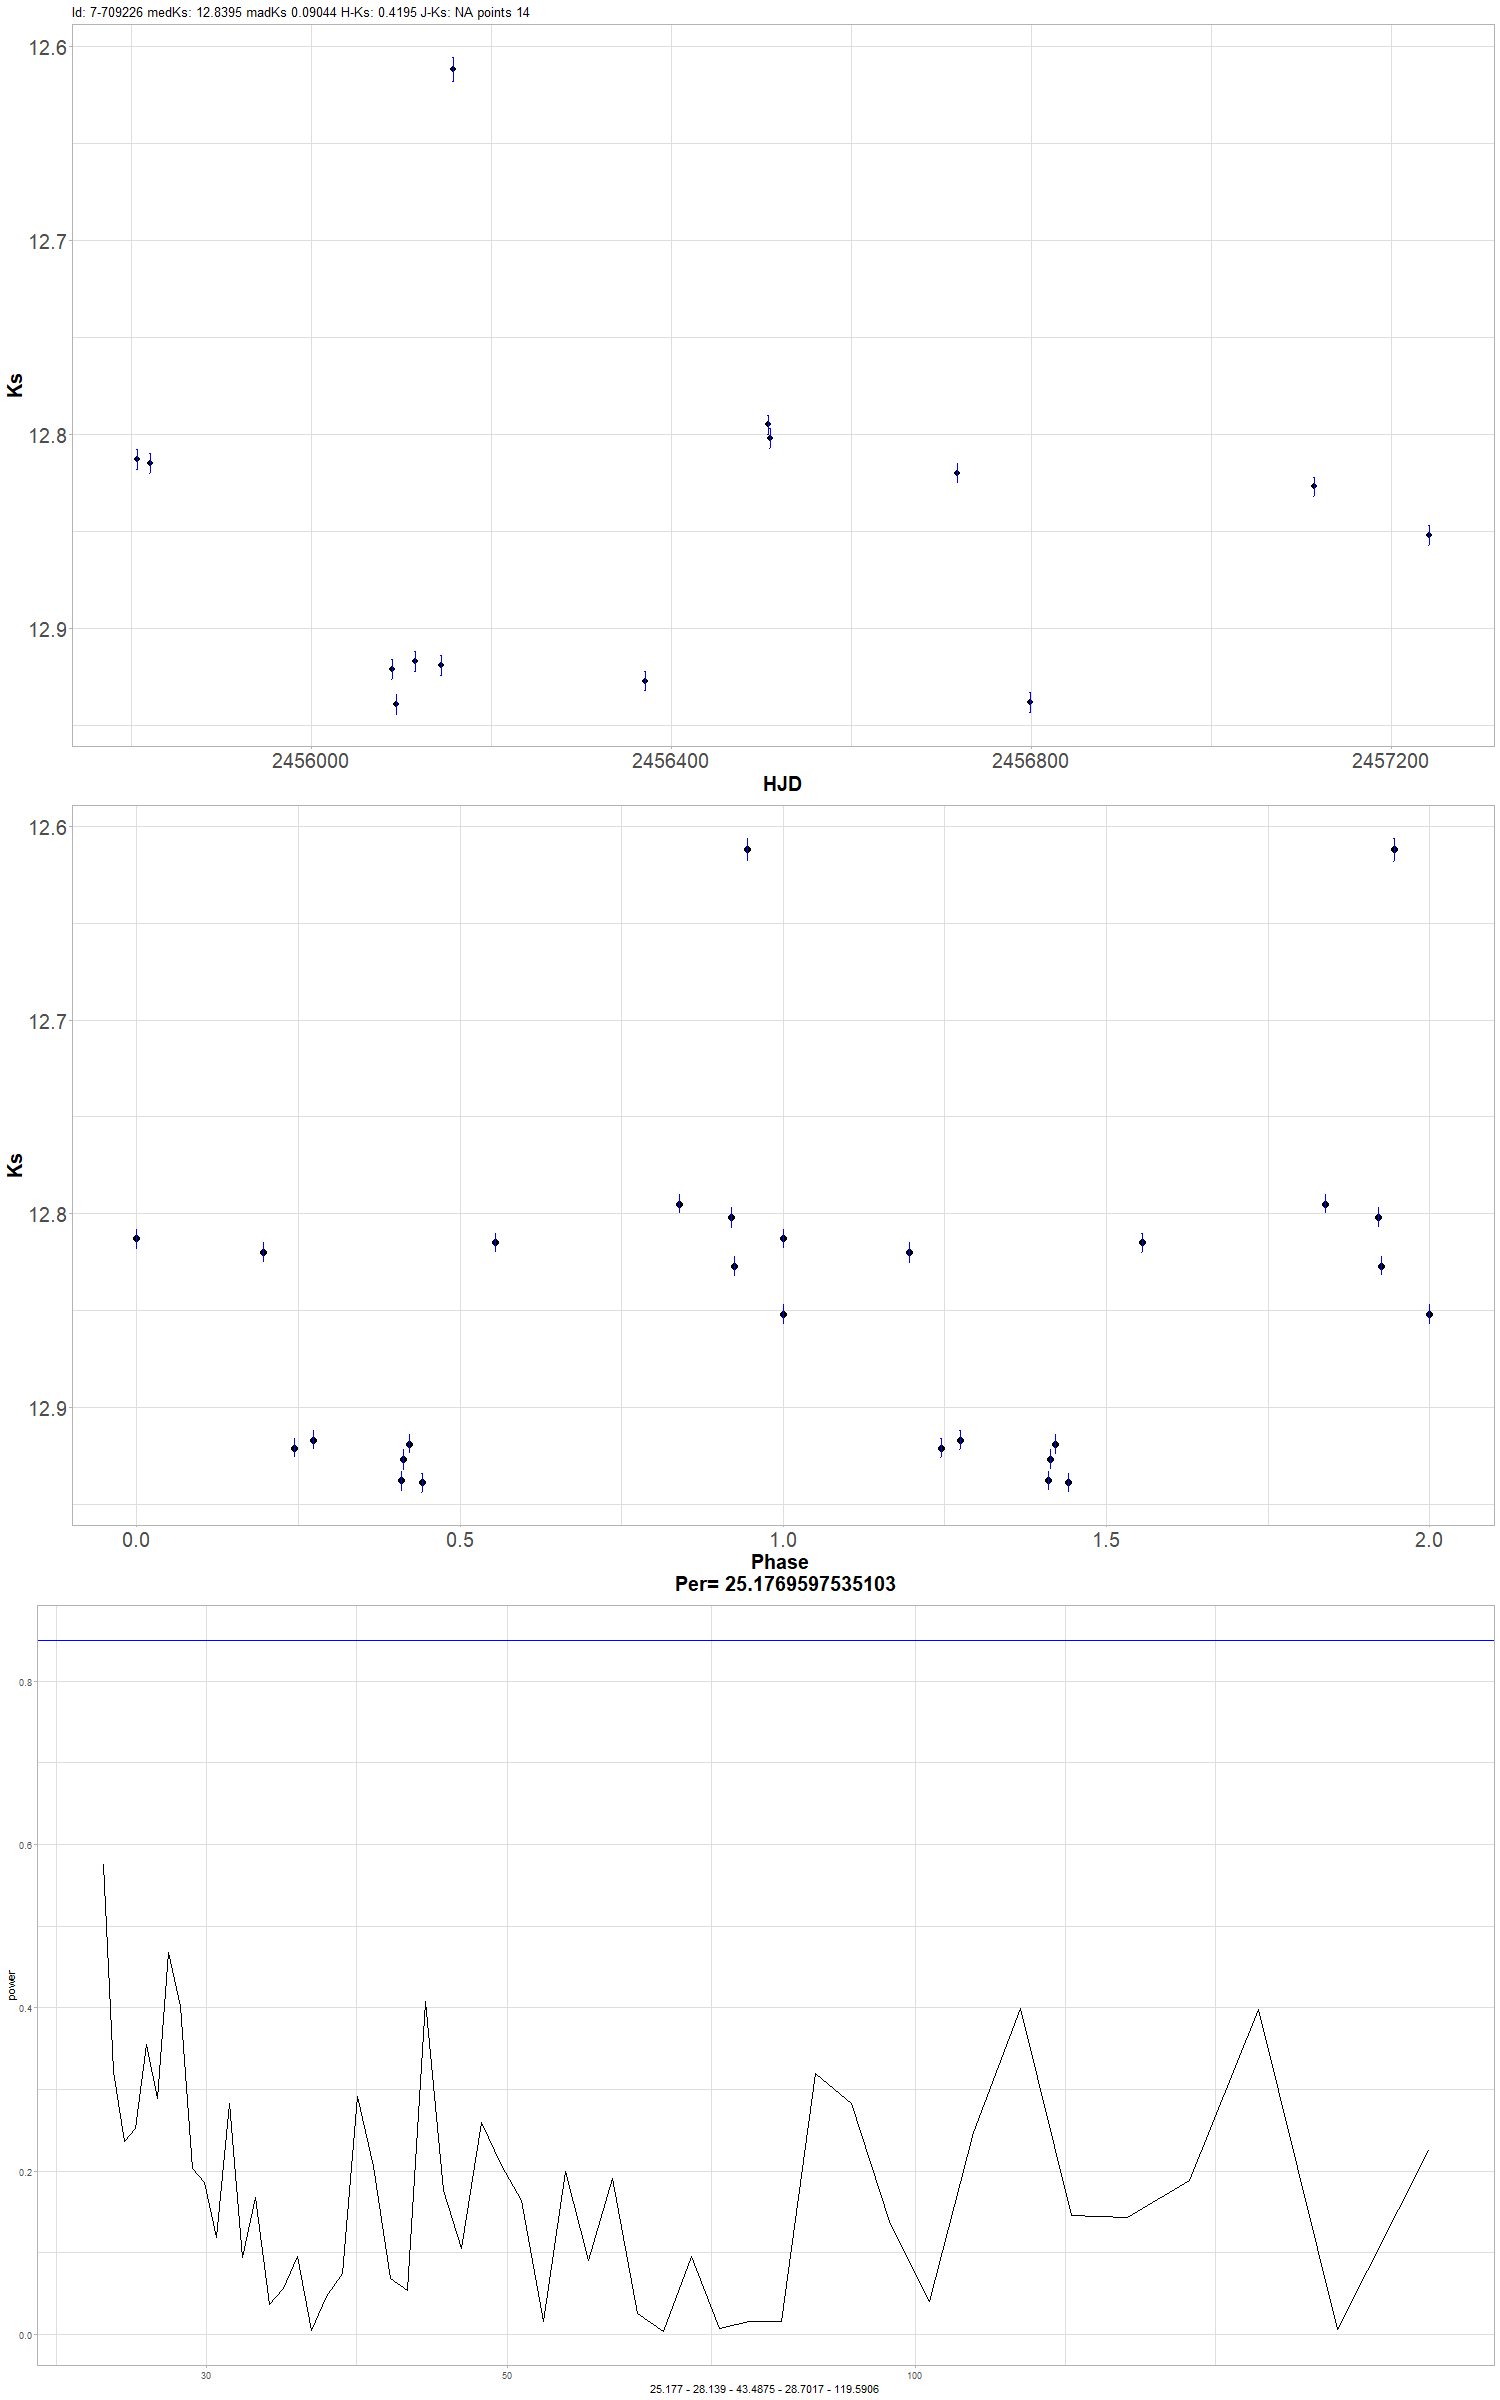 Id: 7-709226 medKs: 12.8395 madKs 0.09044 H-Ks: 0.4195 J-Ks: NA points 14
12.6
12.7
12.8
12.9
Ks
2456000 2456400 2456800 2457200
HJD
12.6
12.7
12.8
12.9
Ks
0.0 0.5 1.0 1.5 2.0
Phase
Per= 25.1769597535103
0.8
0.6
0.4
0.2
0.0
power
30 50 100
25.177 - 28.139 - 43.4875 - 28.7017 - 119.5906